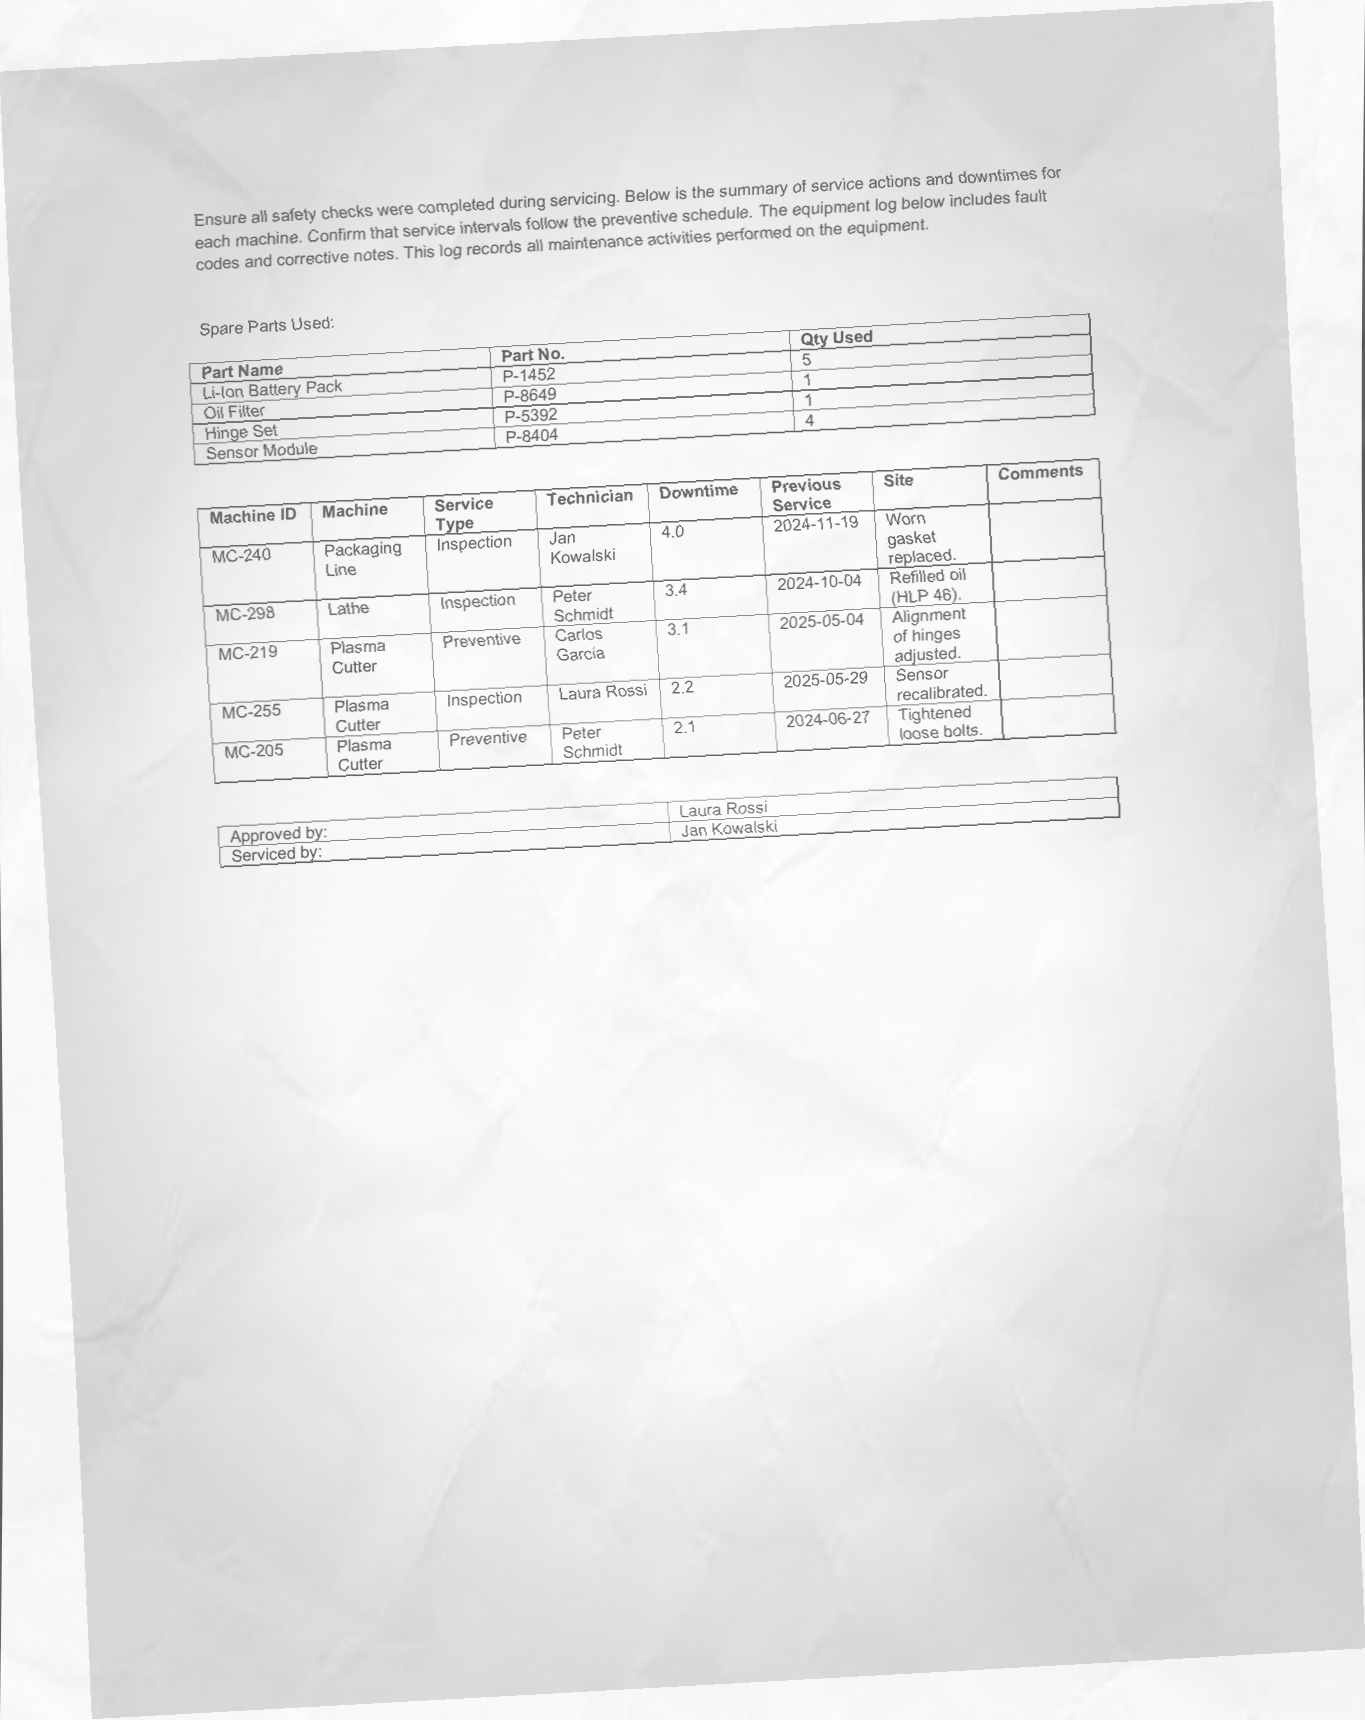 Ensure all safety checks were completed during servicing. Below is the summary of service actions and downtimes for
each machine. Confirm that service intervals follow the preventive schedule. The equipment log below includes fault
codes and corrective notes. This log records all maintenance activities performed on the equipment.
Spare Parts Used:
Part Name Part No. Qty Used
Li-Ion Battery Pack P-1452 5
Oil Filter P-8649 1
Hinge Set P-5392 1
Sensor Module P-8404 4
Machine ID Machine Service Technician Downtime Previous Site Comments
Type Service
MC-240 Packaging Inspection Jan 4.0 2024-11-19 Worn
Line Kowalski gasket
replaced.
MC-298 Lathe Inspection Peter 3.4 2024-10-04 Refilled oil
Schmidt (HLP 46).
MC-219 Plasma Preventive Carlos 3.1 2025-05-04 Alignment
Cutter Garcia of hinges
adjusted.
MC-255 Plasma Inspection Laura Rossi 2.2 2025-05-29 Sensor
Cutter recalibrated.
MC-205 Plasma Preventive Peter 2.1 2024-06-27 Tightened
Cutter Schmidt loose bolts.
Approved by: Laura Rossi
Serviced by: Jan Kowalski